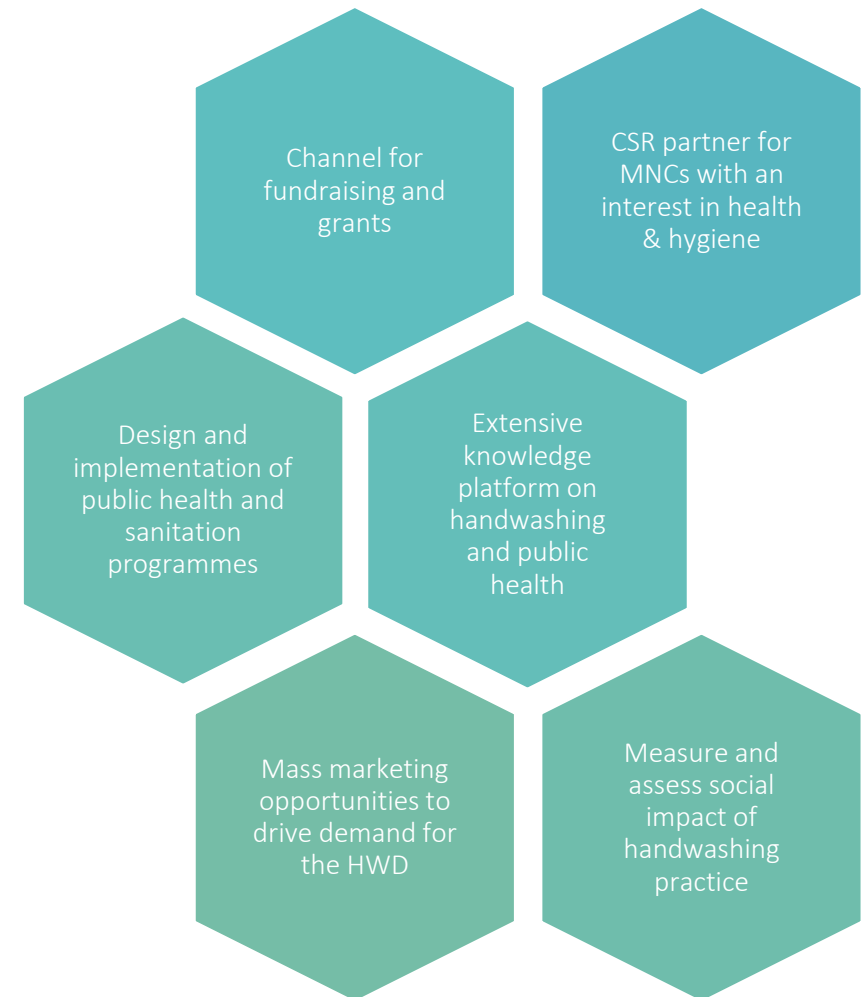 Channel for
fundraising and
grants
CSR partner for
MNCs with an
interest in health
& hygiene
Design and
implementation of
public health and
sanitation
programmes
Extensive
knowledge
platform on
handwashing
and public
health
Mass marketing
opportunities to
drive demand for
the HWD
Measure and
assess social
impact of
handwashing
practice